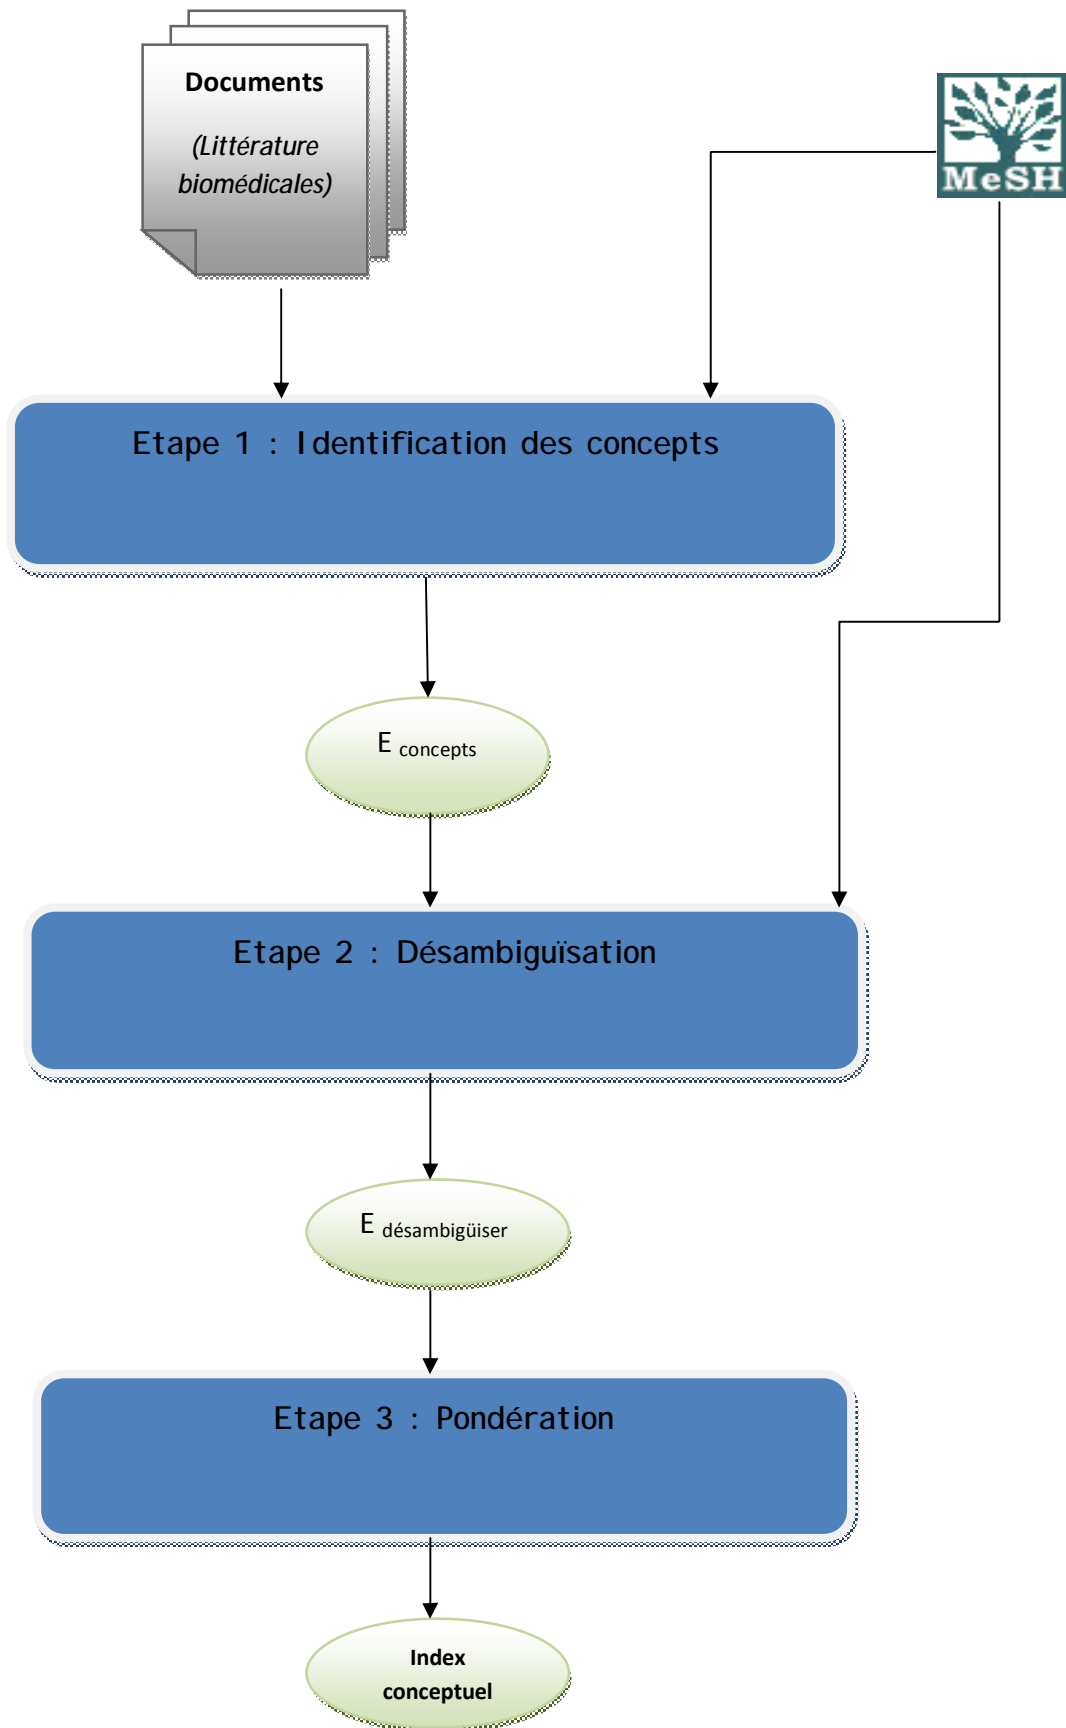 Documents
(Littérature
biomédicales)
MeSH
Etape 1 : Identification des concepts
E concepts
Etape 2 : Désambiguïsation
E désambigüiser
Etape 3 : Pondération
Index
conceptuel